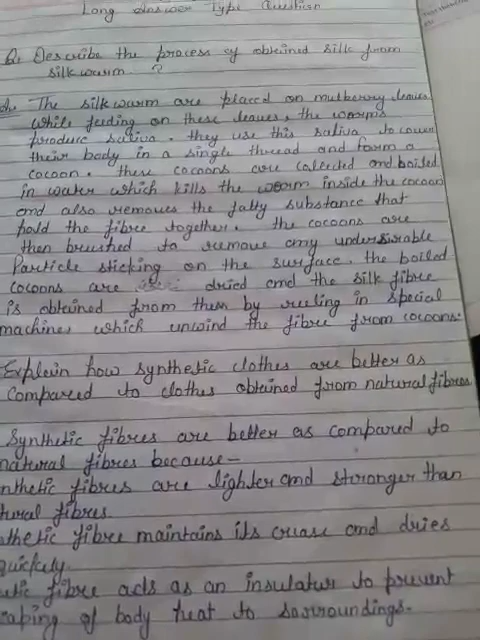 Long Answer Type Question
Q. Describe the process of obtained silk from
silkwarm ?
The silkwarm are placed on mulberry leaves
while feeding on these leaves, the worms
produce saliva. they use this saliva to cover
their body in a single thread and form a
cocoon. these cocoons are collected and boiled
in water which kills the worm inside the cocoon
and also removes the fatty substance that
hold the fibre together. the cocoons are
then brushed to remove any undersirable
Particle sticking on the surface. the boiled
cocoons are dried and the silk fibre
is obtained from them by reeling in special
machines which unwind the fibre from cocoons.
Explain how synthetic clothes are better as
compared to clothes obtained from natural fibres
Synthetic fibres are better as compared to
natural fibres because-
nthetic fibres are lighter and stronger than
tural fibres.
thetic fibre maintains its crease and dries
quickly.
etic fibre acts as an insulatur to prevent
caping of body heat to sorroundings.